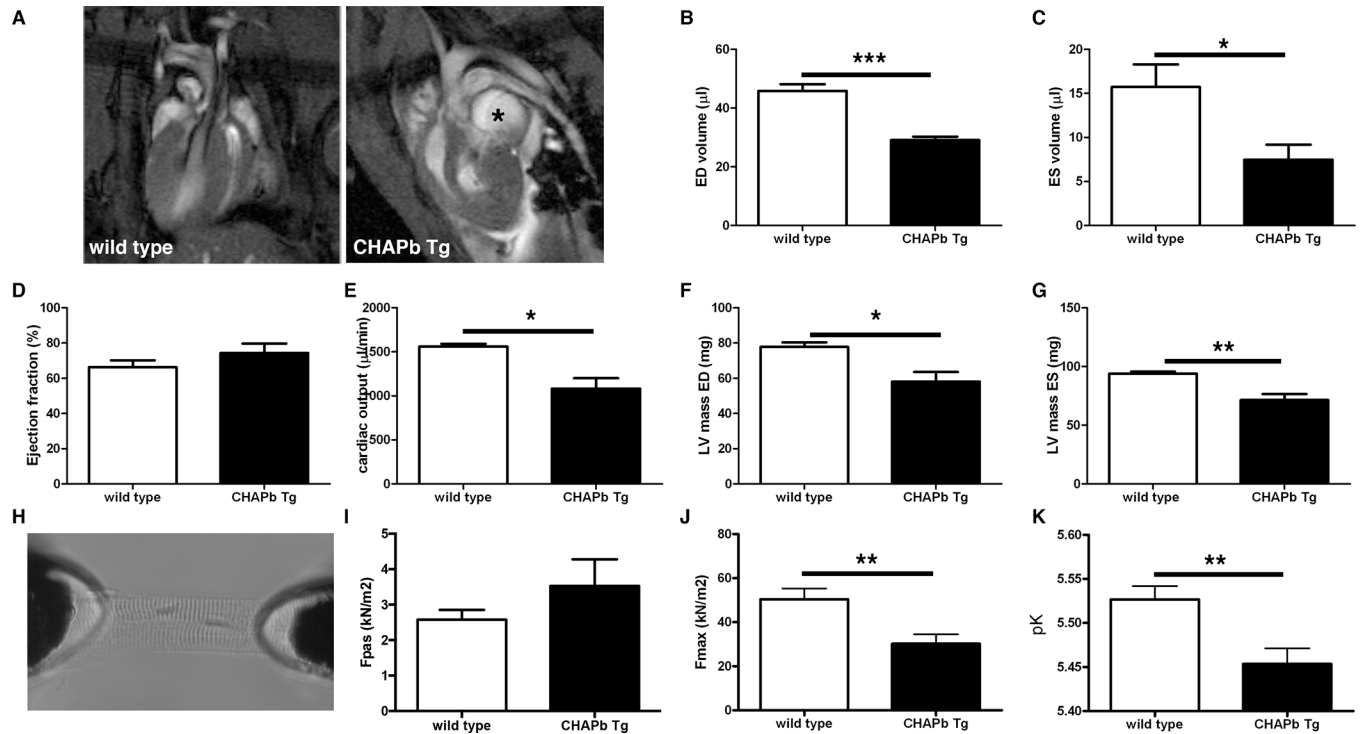 A
wild type
CHAPb Tg
*
B
ED volume (µl)
60
40
20
0
***
wild type
CHAPb Tg
C
ES volume (µl)
20
15
10
5
0
*
wild type
CHAPb Tg
D
Ejection fraction (%)
100
80
60
40
20
0
wild type
CHAPb Tg
E
cardiac output (µl/min)
2000
1500
1000
500
0
*
wild type
CHAPb Tg
F
LV mass ED (mg)
100
80
60
40
20
0
*
wild type
CHAPb Tg
G
LV mass ES (mg)
150
100
50
0
**
wild type
CHAPb Tg
H
I
Fpas (kN/m2)
5
4
3
2
1
0
wild type
CHAPb Tg
J
Fmax (kN/m2)
80
60
40
20
0
**
wild type
CHAPb Tg
K
pK
5.60
5.55
5.50
5.45
5.40
**
wild type
CHAPb Tg